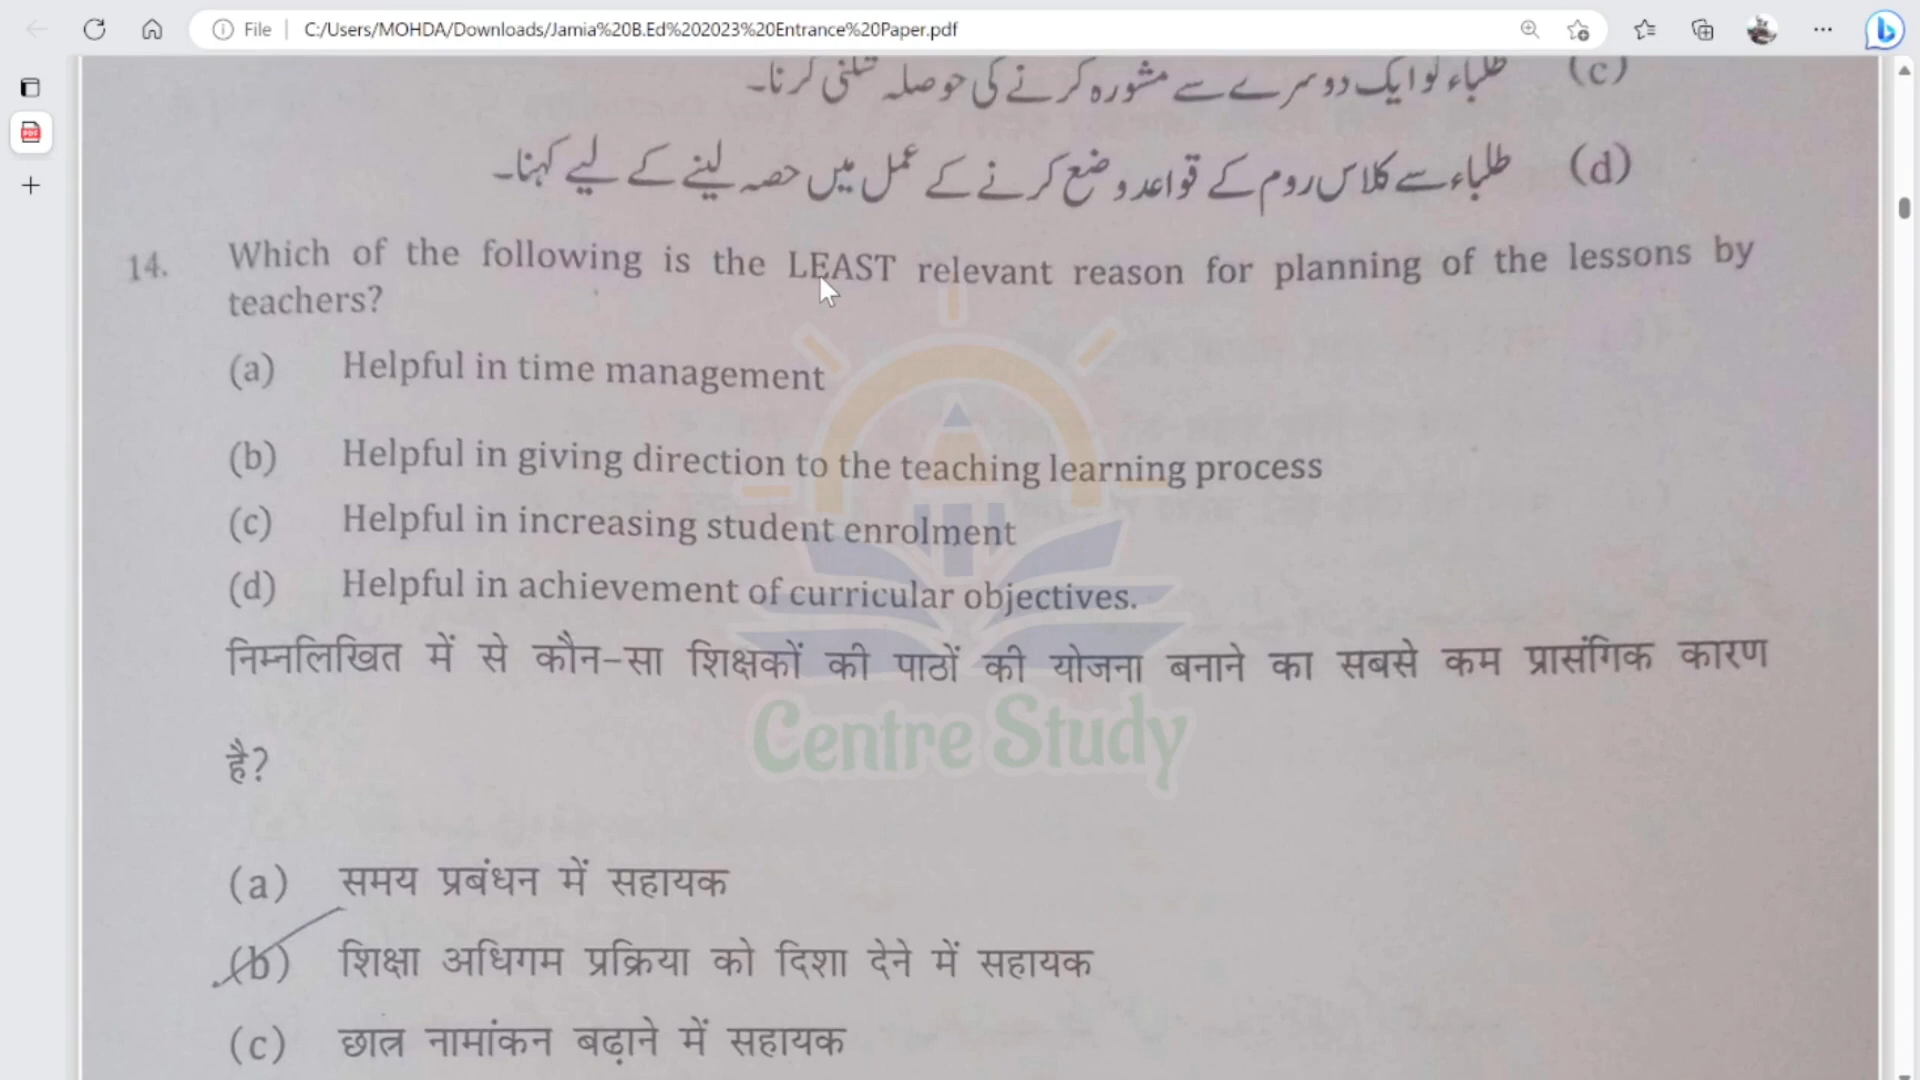 File
C:/Users/MOHDA/Downloads/Jamia%20B.Ed%202023%20Entrance%20Paper.pdf
(c) طلباء کو ایک دوسرے سے مشورہ کرنے کی حوصلہ شکنی کرنا۔
(d) طلباء سے کلاس روم کے قواعد وضع کرنے کے عمل میں حصہ لینے کے لیے کہنا۔
14. Which of the following is the LEAST relevant reason for planning of the lessons by
teachers?
(a) Helpful in time management
(b) Helpful in giving direction to the teaching learning process
(c) Helpful in increasing student enrolment
(d) Helpful in achievement of curricular objectives.
निम्नलिखित में से कौन-सा शिक्षकों की पाठों की योजना बनाने का सबसे कम प्रासंगिक कारण
है?
Centre Study
(a) समय प्रबंधन में सहायक
(b) शिक्षा अधिगम प्रक्रिया को दिशा देने में सहायक
(c) छात्र नामांकन बढ़ाने में सहायक